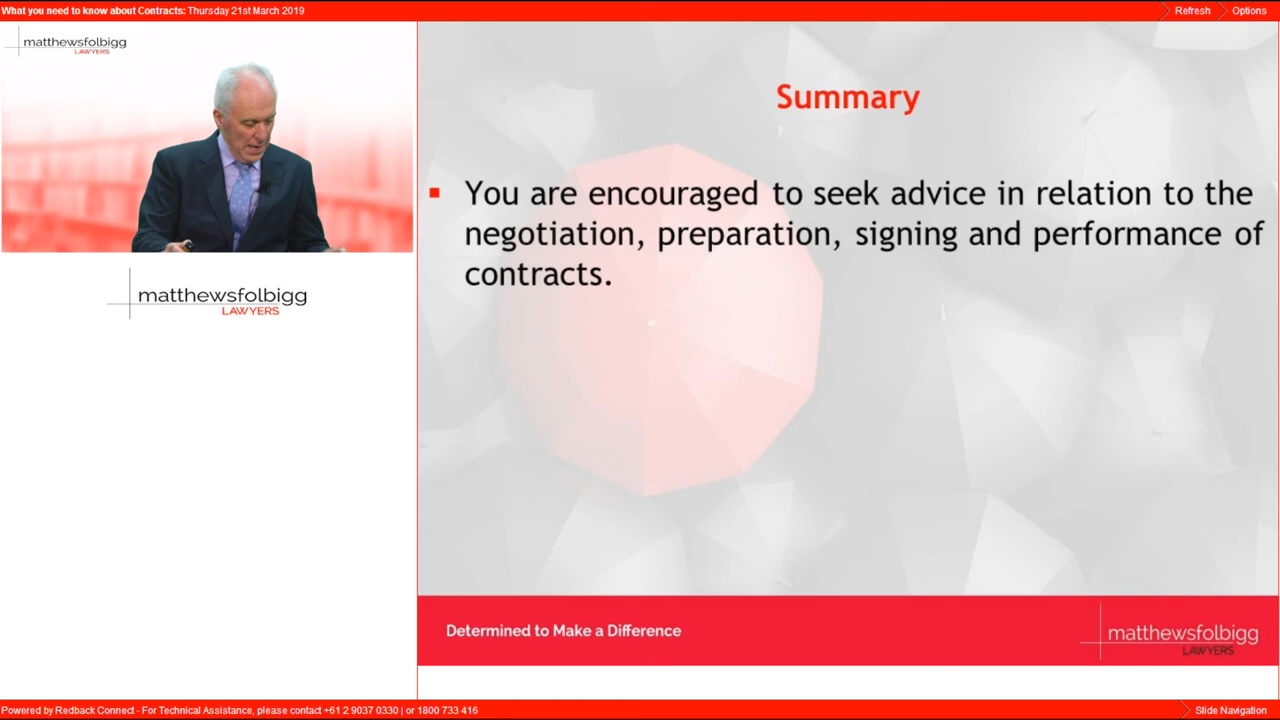 What you need to know about Contracts: Thursday 21st March 2019
Refresh
Options
matthewsfolbigg
LAWYERS
matthewsfolbigg
LAWYERS
Summary
You are encouraged to seek advice in relation to the
negotiation, preparation, signing and performance of
contracts.
Determined to Make a Difference
matthewsfolbigg
LAWYERS
Powered by Redback Connect - For Technical Assistance, please contact +61 2 9037 0330 | or 1800 733 416
Slide Navigation